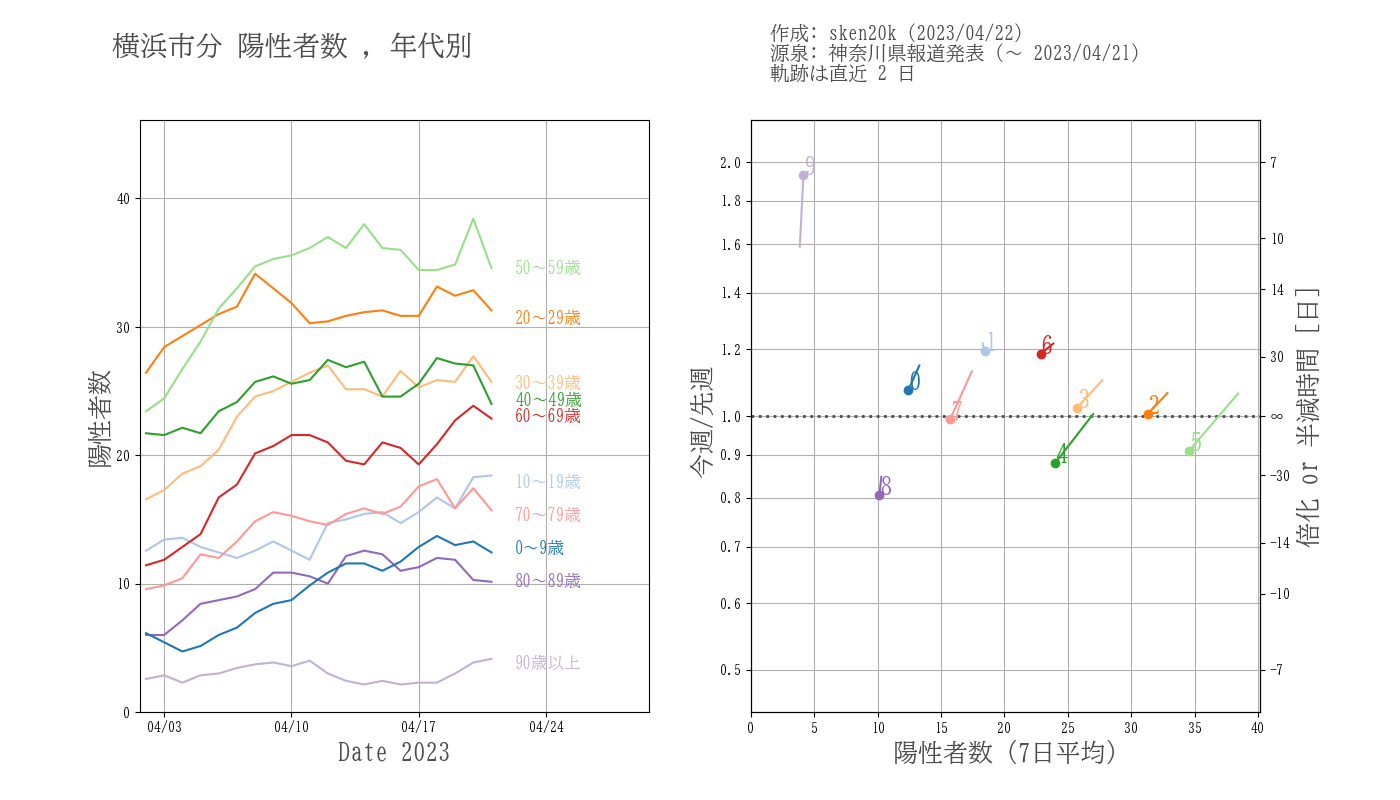 横浜市分 陽性者数 , 年代別
作成: sken20k (2023/04/22)
源泉: 神奈川県報道発表 (～ 2023/04/21)
軌跡は直近 2 日
陽性者数
40
30
20
10
0
50～59歳
20～29歳
30～39歳
40～49歳
60～69歳
10～19歳
70～79歳
0～9歳
80～89歳
90歳以上
04/03
04/10
04/17
04/24
Date 2023
今週/先週
2.0
1.8
1.6
1.4
1.2
1.0
0.9
0.8
0.7
0.6
0.5
9
1
6
0
3
2
7
5
4
8
7
10
14
30
∞
-30
-14
-10
-7
倍化 or 半減時間 [日]
0
5
10
15
20
25
30
35
40
陽性者数 (7日平均)